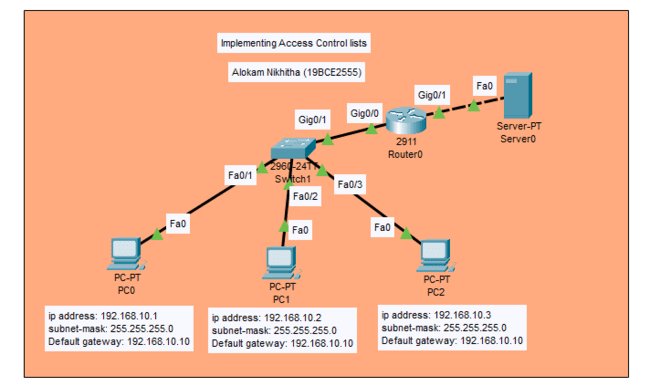 Implementing Access Control lists
Alokam Nikhitha (19BCE2555)
Fa0
Gig0/1
Gig0/0
Gig0/1
Server-PT
Server0
2911
Router0
2960-24TT
Switch1
Fa0/1
Fa0/2
Fa0/3
Fa0
Fa0
Fa0
PC-PT
PC0
PC-PT
PC1
PC-PT
PC2
ip address: 192.168.10.1
subnet-mask: 255.255.255.0
Default gateway: 192.168.10.10
ip address: 192.168.10.2
subnet-mask: 255.255.255.0
Default gateway: 192.168.10.10
ip address: 192.168.10.3
subnet-mask: 255.255.255.0
Default gateway: 192.168.10.10